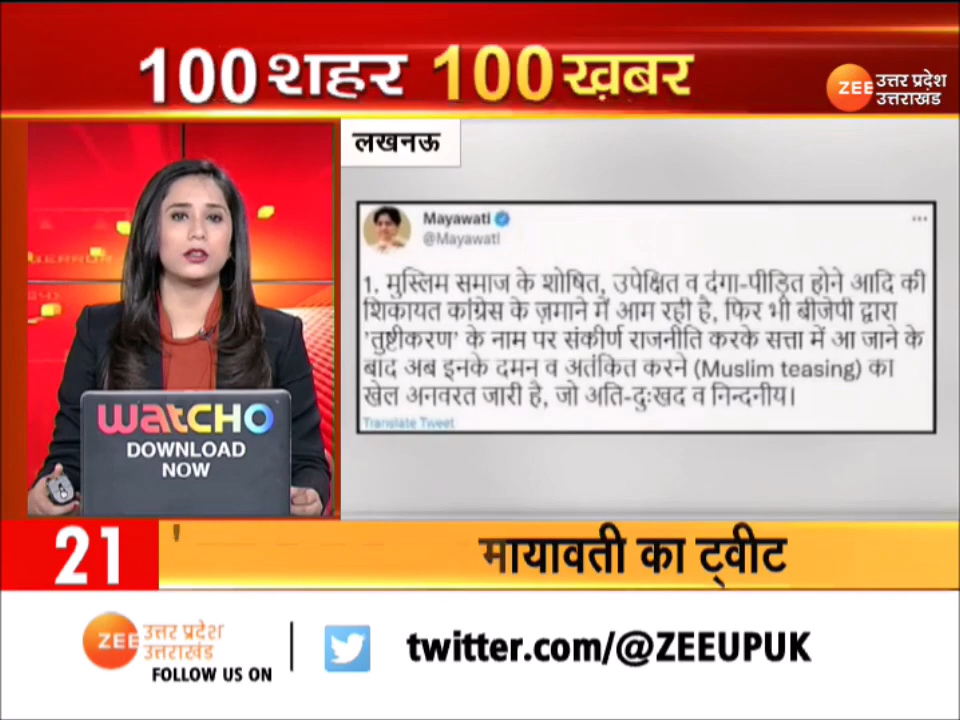 100 शहर 100 ख़बर
ZEE उत्तर प्रदेश
उत्तराखंड
लखनऊ
Mayawati
@Mayawati
1. मुस्लिम समाज के शोषित, उपेक्षित व दंगा-पीड़ित होने आदि की
शिकायत कांग्रेस के ज़माने में आम रही है, फिर भी बीजेपी द्वारा
'तुष्टीकरण' के नाम पर संकीर्ण राजनीति करके सत्ता में आ जाने के
बाद अब इनके दमन व अतंकित करने (Muslim teasing) का
खेल अनवरत जारी है, जो अति-दुःखद व निन्दनीय।
Translate Tweet
WATCHO
DOWNLOAD
NOW
21
मायावती का ट्वीट
ZEE उत्तर प्रदेश
उत्तराखंड
FOLLOW US ON
twitter.com/@ZEEUPUK